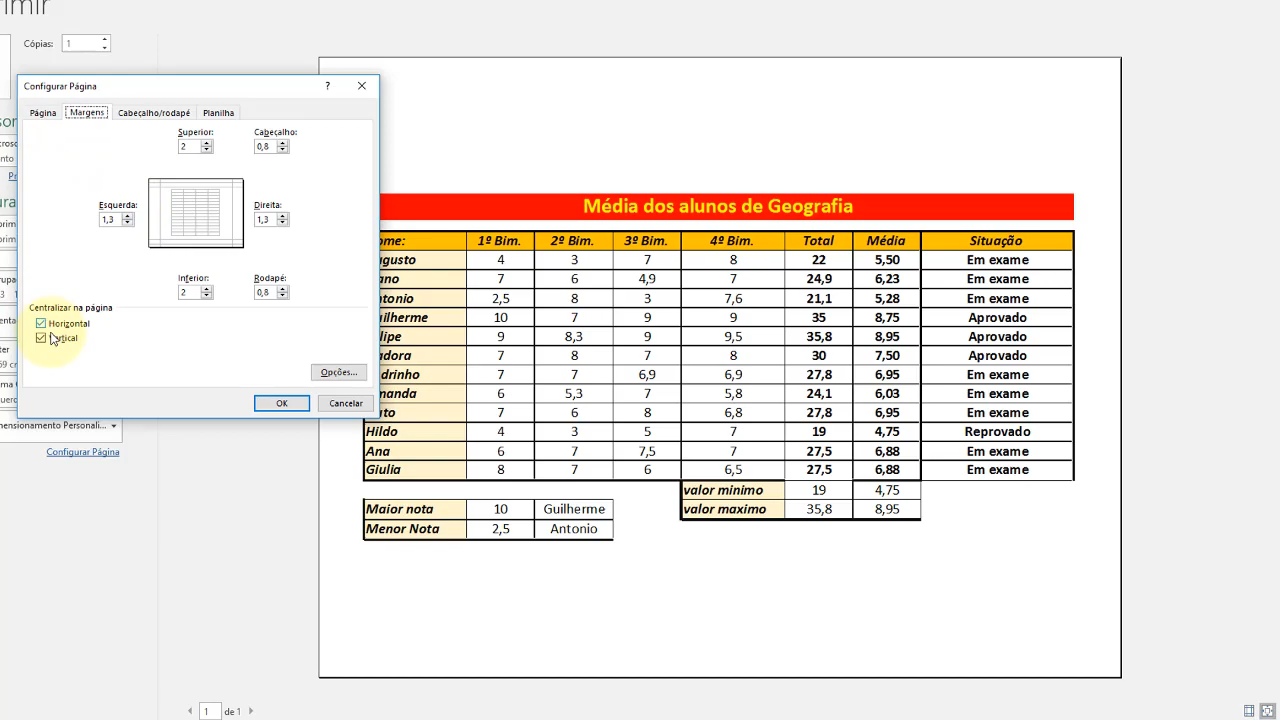 Cópias: 1
Configurar Página ?
Página Margens Cabeçalho/rodapé Planilha
Superior: Cabeçalho:
2 0,8
Esquerda: Direita:
1,3 1,3
Inferior: Rodapé:
2 0,8
Centralizar na página
Horizontal
Opções...
OK Cancelar
Configurar Página
Média dos alunos de Geografia
1º Bim. 2º Bim. 3º Bim. 4º Bim. Total Média Situação
4 3 7 8 22 5,50 Em exame
7 6 4,9 7 24,9 6,23 Em exame
2,5 8 3 7,6 21,1 5,28 Em exame
10 7 9 9 35 8,75 Aprovado
9 8,3 9 9,5 35,8 8,95 Aprovado
7 8 7 8 30 7,50 Aprovado
7 7 6,9 6,9 27,8 6,95 Em exame
6 5,3 7 5,8 24,1 6,03 Em exame
7 6 8 6,8 27,8 6,95 Em exame
Hildo 4 3 5 7 19 4,75 Reprovado
Ana 6 7 7,5 7 27,5 6,88 Em exame
Giulia 8 7 6 6,5 27,5 6,88 Em exame
valor minimo 19 4,75
Maior nota 10 Guilherme valor maximo 35,8 8,95
Menor Nota 2,5 Antonio
1 de 1